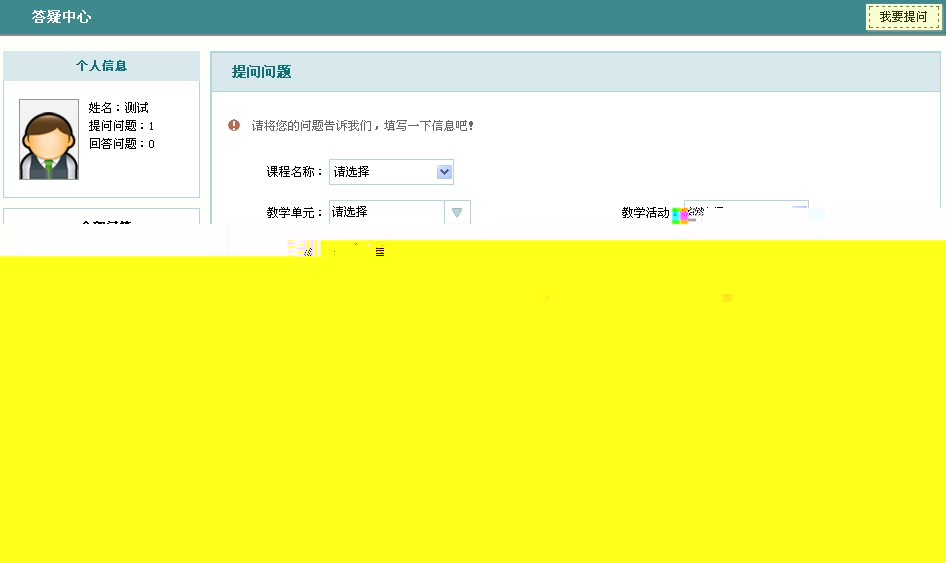 答疑中心
我要提问
个人信息
姓名：测试
提问问题：1
回答问题：0
提问问题
请将您的问题告诉我们，填写一下信息吧！
课程名称： 请选择
教学单元： 请选择
教学活动